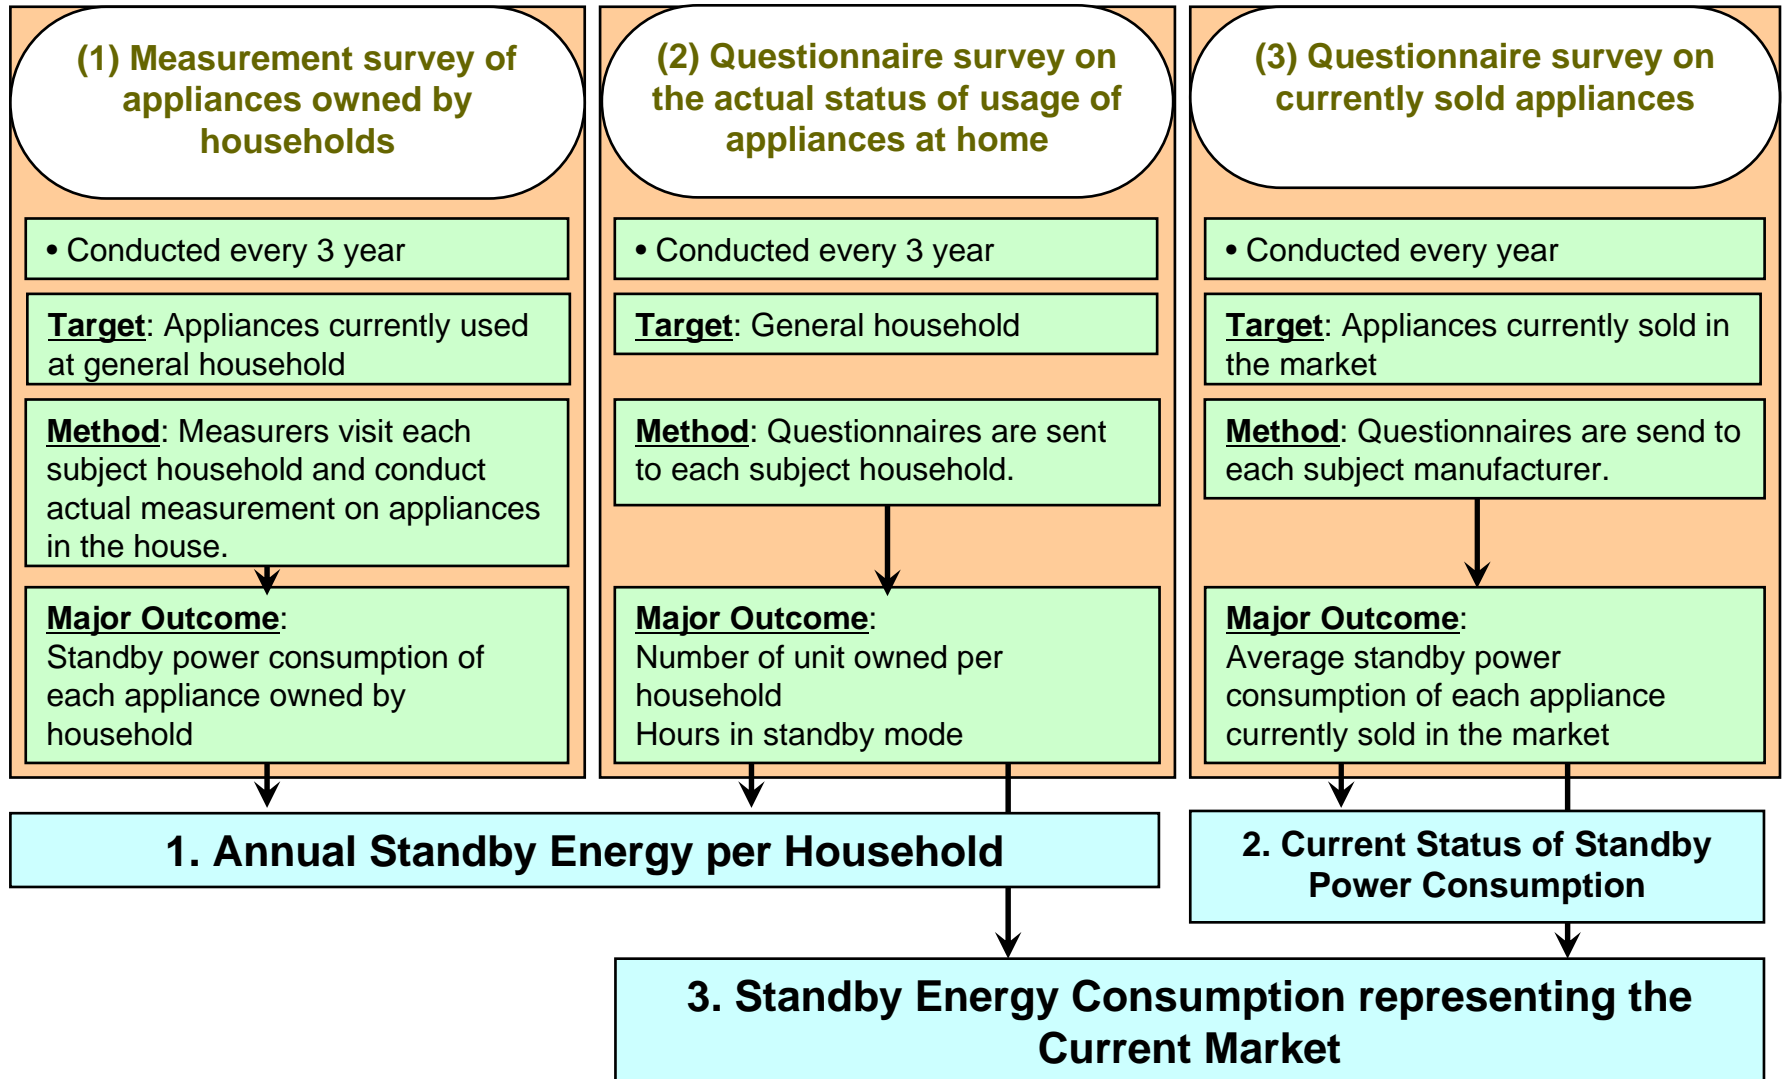 (1) Measurement survey of
appliances owned by
households
• Conducted every 3 year
Target: Appliances currently used
at general household
Method: Measurers visit each
subject household and conduct
actual measurement on appliances
in the house.
Major Outcome:
Standby power consumption of
each appliance owned by
household
(2) Questionnaire survey on
the actual status of usage of
appliances at home
• Conducted every 3 year
Target: General household
Method: Questionnaires are sent
to each subject household.
Major Outcome:
Number of unit owned per
household
Hours in standby mode
(3) Questionnaire survey on
currently sold appliances
• Conducted every year
Target: Appliances currently sold in
the market
Method: Questionnaires are send to
each subject manufacturer.
Major Outcome:
Average standby power
consumption of each appliance
currently sold in the market
1. Annual Standby Energy per Household
2. Current Status of Standby
Power Consumption
3. Standby Energy Consumption representing the
Current Market